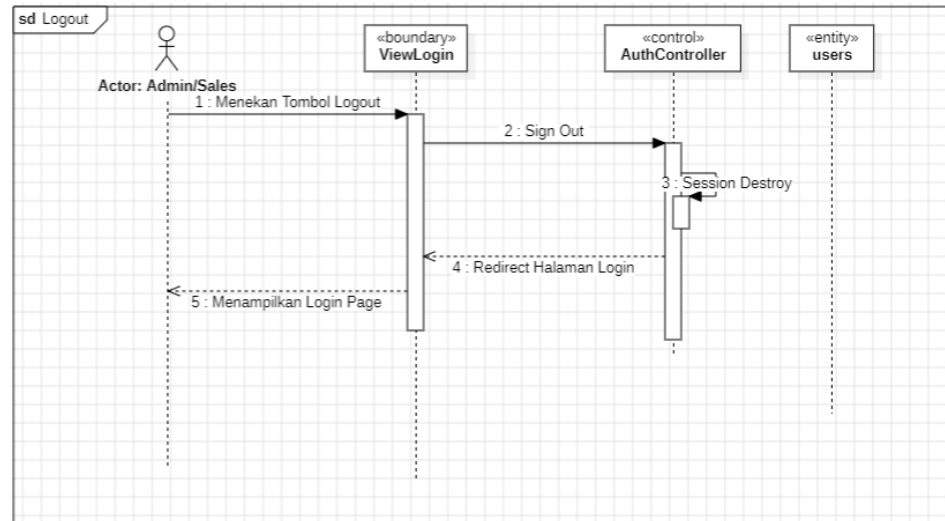 sd Logout
«boundary»
ViewLogin
«control»
AuthController
«entity»
users
Actor: Admin/Sales
1 : Menekan Tombol Logout
2 : Sign Out
3 : Session Destroy
4 : Redirect Halaman Login
5 : Menampilkan Login Page